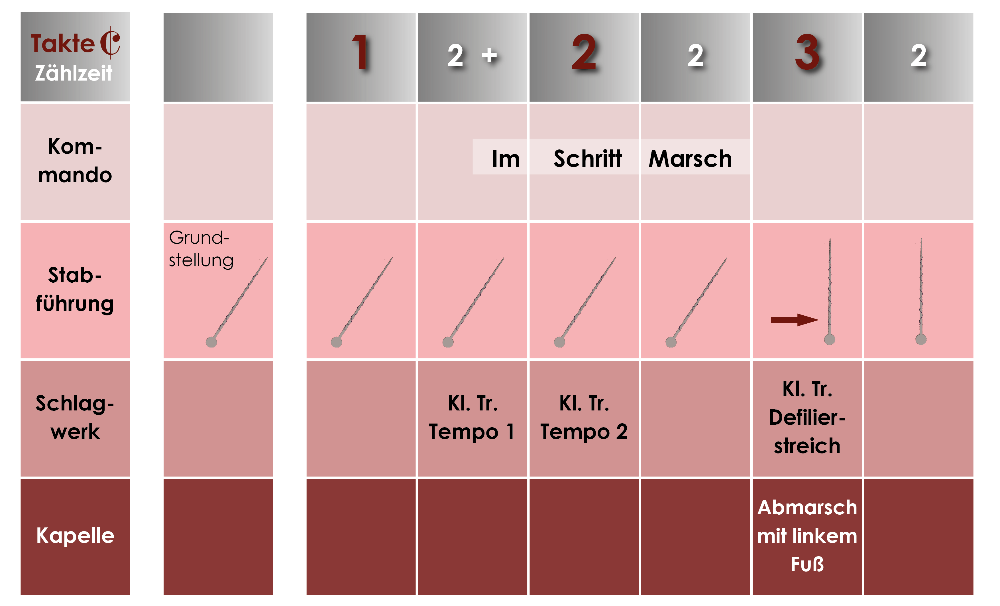 Takte
Zählzeit
1 2 + 2 2 3 2
Kom-
mando
Im Schritt Marsch
Stab-
führung
Grund-
stellung
Schlag-
werk
Kl. Tr.
Tempo 1
Kl. Tr.
Tempo 2
Kl. Tr.
Defilier-
streich
Kapelle
Abmarsch
mit linkem
Fuß